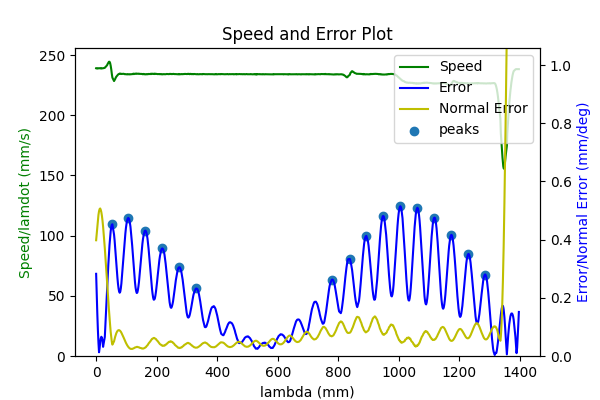 Speed and Error Plot
Speed/lamdot (mm/s)
250
200
150
100
50
0
Speed
Error
Normal Error
peaks
1.0
0.8
0.6
0.4
0.2
0.0
Error/Normal Error (mm/deg)
0 200 400 600 800 1000 1200 1400
lambda (mm)